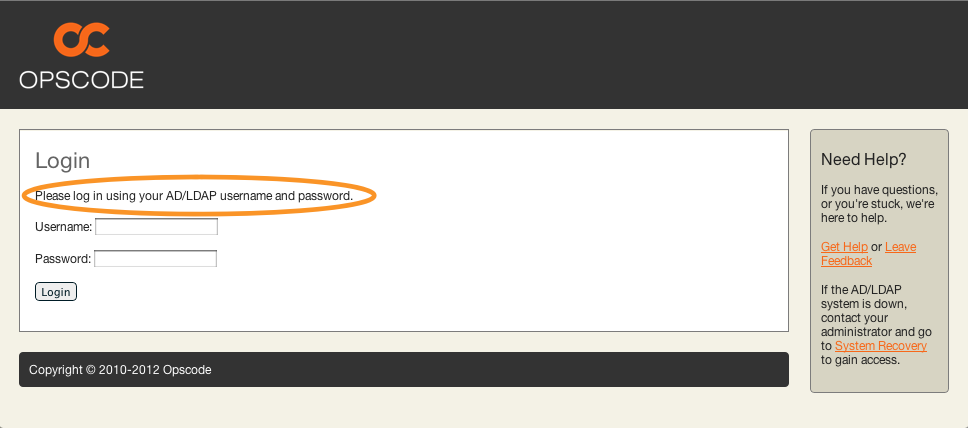 OPSCODE
Login
Please log in using your AD/LDAP username and password.
Username:
Password:
Login
Copyright © 2010-2012 Opscode
Need Help?
If you have questions,
or you're stuck, we're
here to help.
Get Help or Leave
Feedback
If the AD/LDAP
system is down,
contact your
administrator and go
to System Recovery
to gain access.